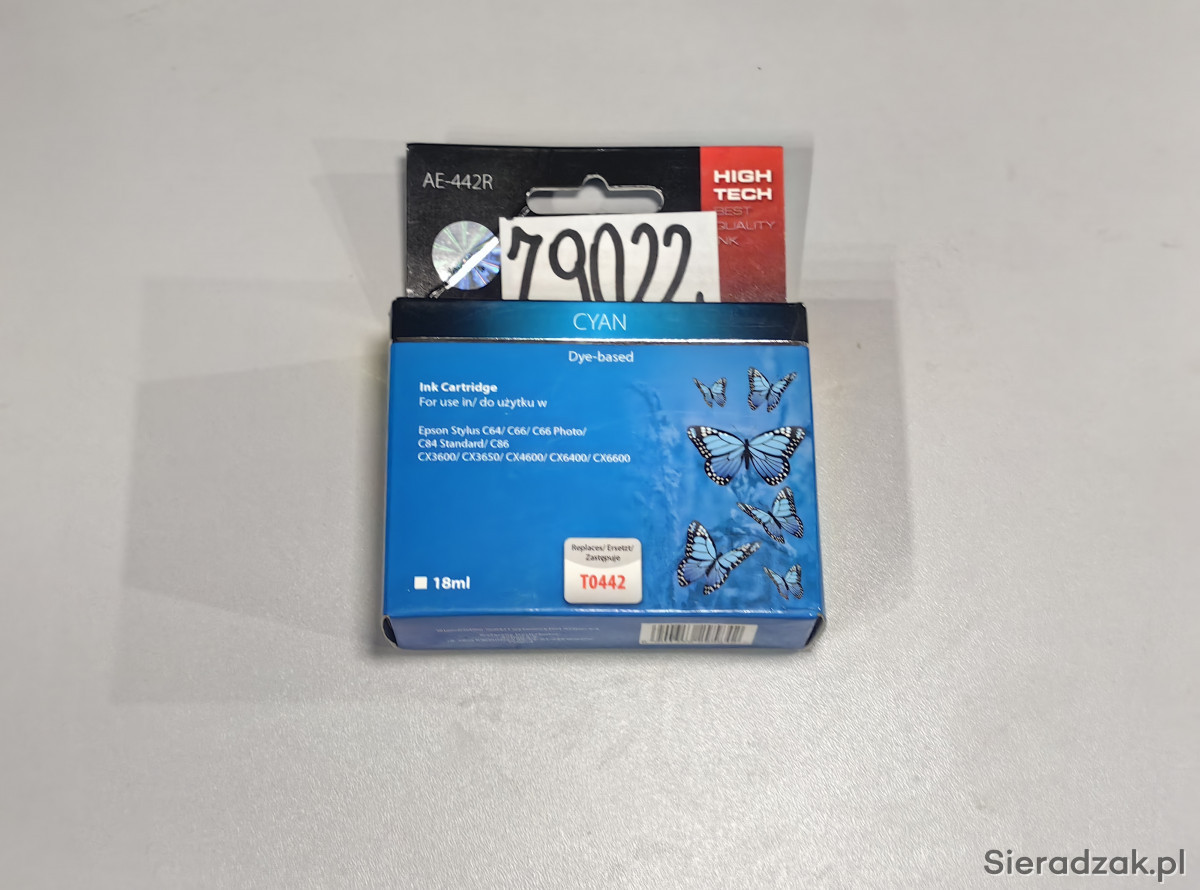 AE-442R
HIGH
TECH
BEST
QUALITY
INK
79022
CYAN
Dye-based
Ink Cartridge
For use in/ do użytku w
Epson Stylus C64/ C66/ C66 Photo/
C84 Standard/ C86
CX3600/ CX3650/ CX4600/ CX6400/ CX6600
Replaces/ Ersetzt/
Zastępuje
T0442
18ml
Sieradzak.pl